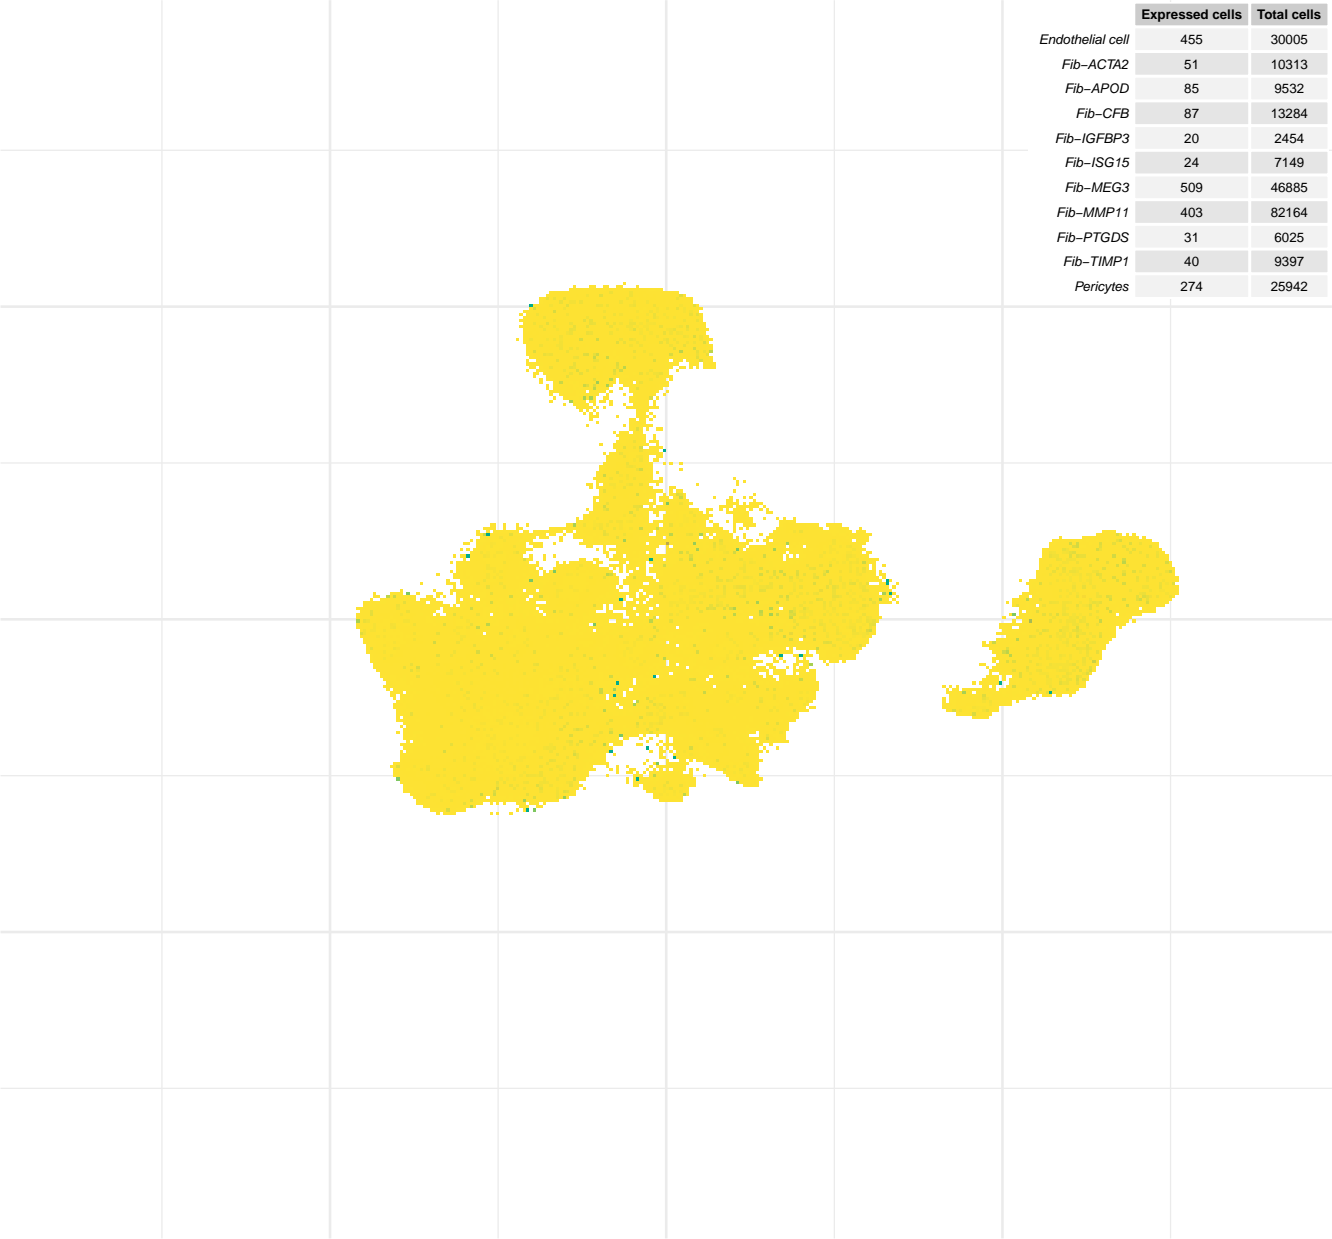 Expressed cells Total cells
Endothelial cell 455 30005
Fib−ACTA2 51 10313
Fib−APOD 85 9532
Fib−CFB 87 13284
Fib−IGFBP3 20 2454
Fib−ISG15 24 7149
Fib−MEG3 509 46885
Fib−MMP11 403 82164
Fib−PTGDS 31 6025
Fib−TIMP1 40 9397
Pericytes 274 25942